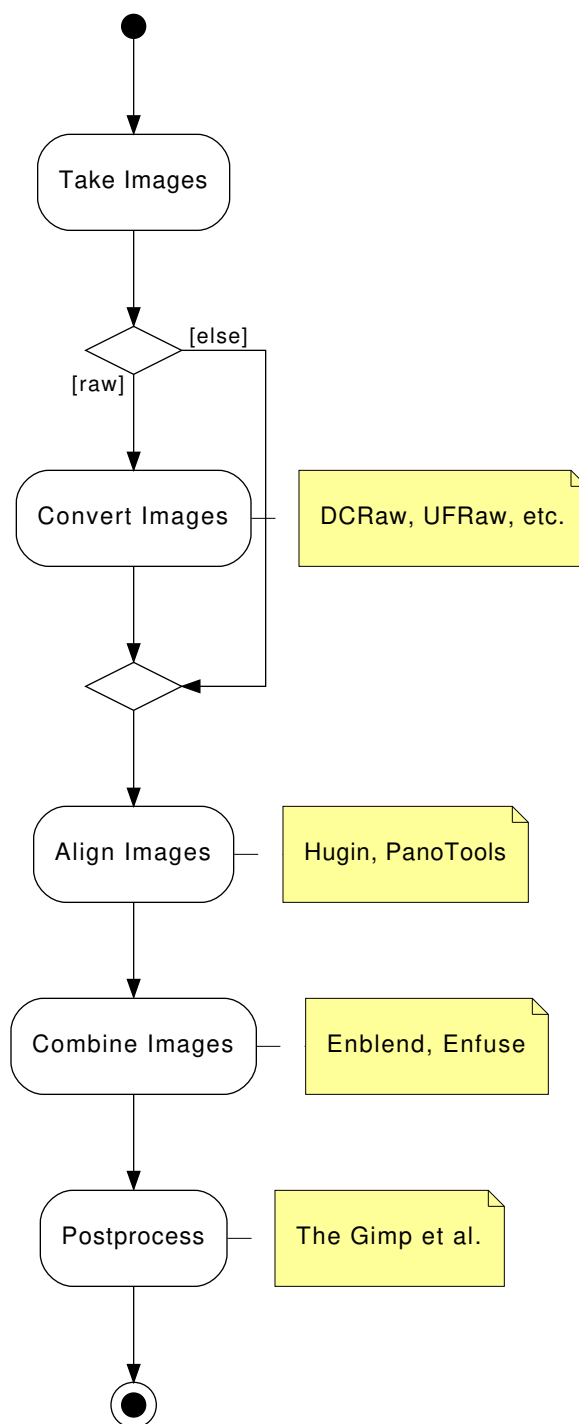 Take Images
[else]
[raw]
Convert Images
DCRaw, UFRaw, etc.
Align Images
Hugin, PanoTools
Combine Images
Enblend, Enfuse
Postprocess
The Gimp et al.